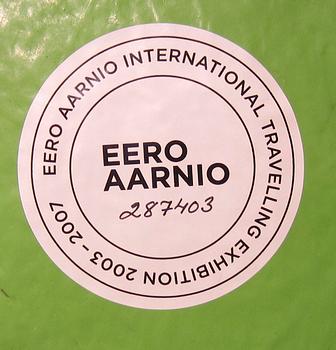 EERO AARNIO INTERNATIONAL TRAVELLING EXHIBITION 2003 - 2007
EERO
AARNIO
287403